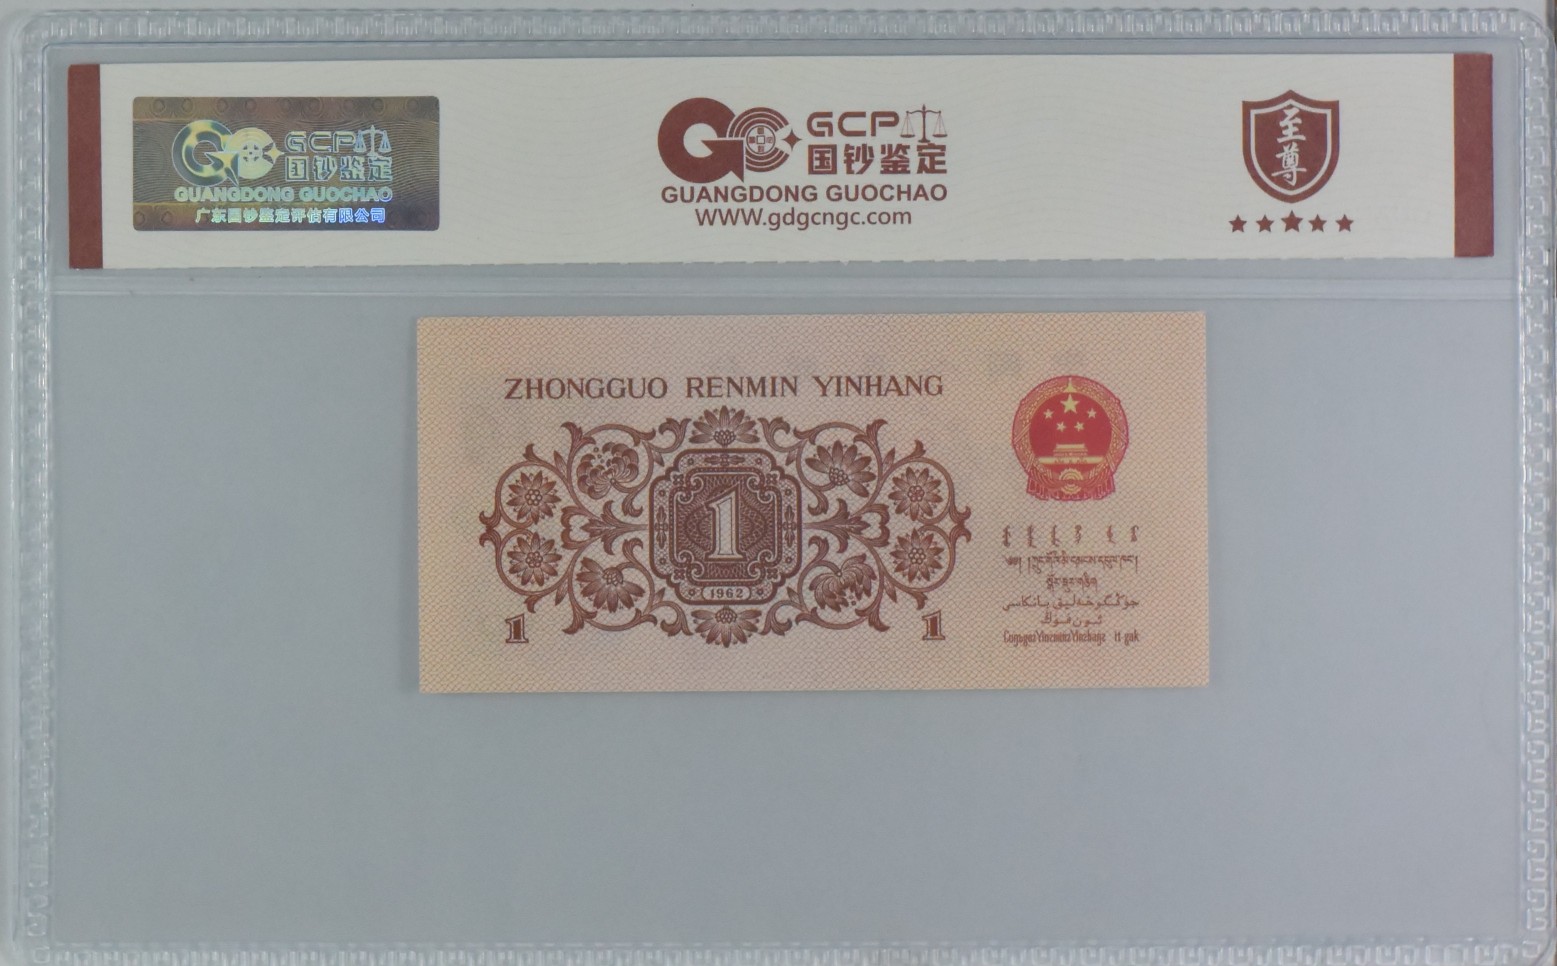 GCP
国钞鉴定
GUANGDONG GUOCHAO
广东国钞鉴定评估有限公司
GCP
国钞鉴定
GUANGDONG GUOCHAO
WWW.gdgcngc.com
至尊
ZHONGGUO RENMIN YINHANG
1
1962
1
1
جۇڭگوخەلىق بانكاسى